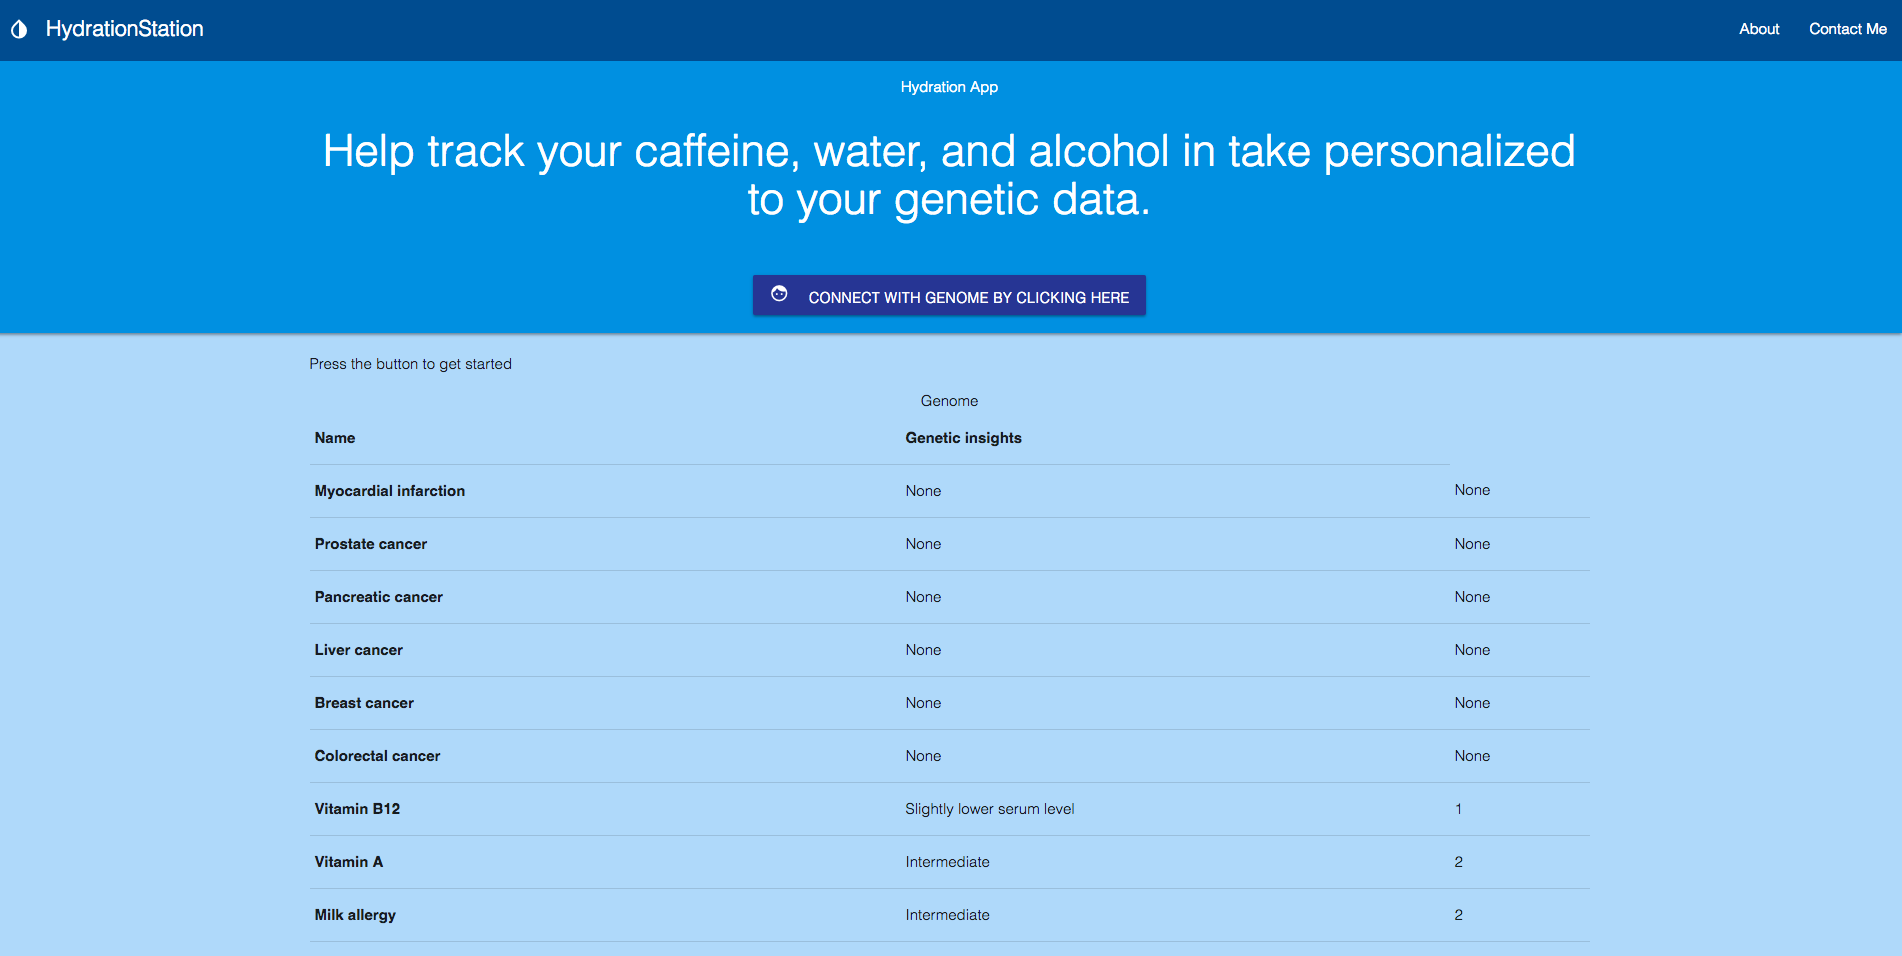 HydrationStation About Contact Me
Hydration App
Help track your caffeine, water, and alcohol in take personalized
to your genetic data.
CONNECT WITH GENOME BY CLICKING HERE
Press the button to get started
Genome
Name Genetic insights
Myocardial infarction None None
Prostate cancer None None
Pancreatic cancer None None
Liver cancer None None
Breast cancer None None
Colorectal cancer None None
Vitamin B12 Slightly lower serum level 1
Vitamin A Intermediate 2
Milk allergy Intermediate 2